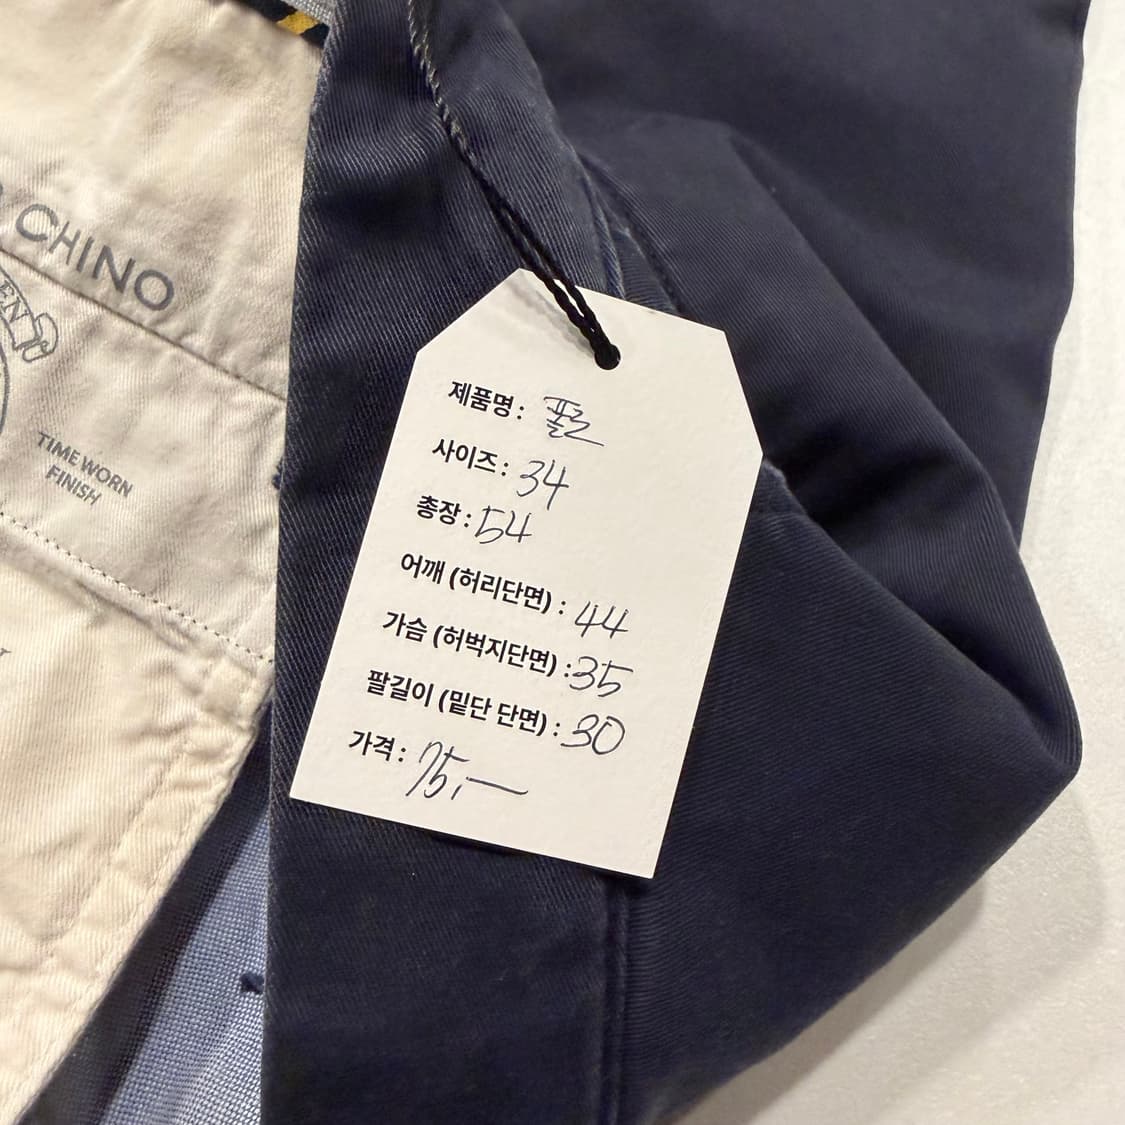 CHINO
TIME WORN
FINISH
제품명 : 폴로
사이즈 : 34
총장 : 54
어깨 (허리단면) : 44
가슴 (허벅지단면) : 35
팔길이 (밑단 단면) : 30
가격 : 75,—